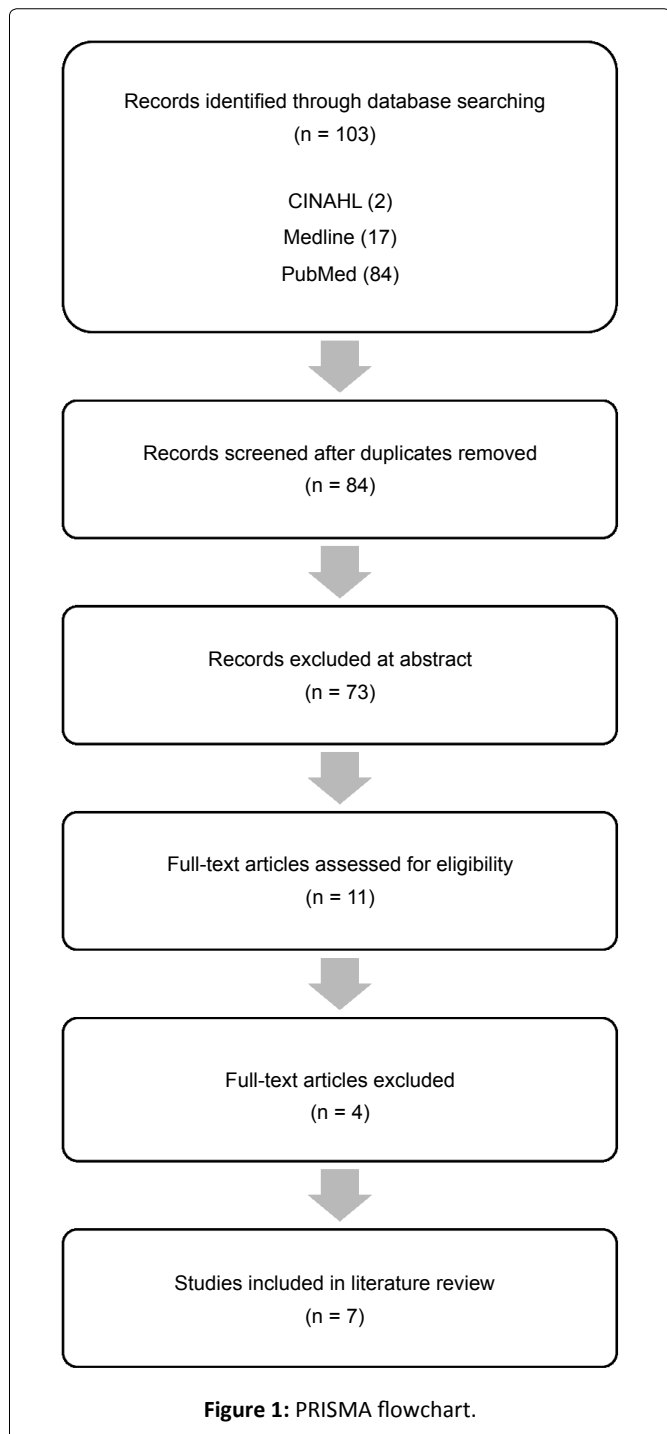 Records identified through database searching
(n = 103)
CINAHL (2)
Medline (17)
PubMed (84)
Records screened after duplicates removed
(n = 84)
Records excluded at abstract
(n = 73)
Full-text articles assessed for eligibility
(n = 11)
Full-text articles excluded
(n = 4)
Studies included in literature review
(n = 7)
Figure 1: PRISMA flowchart.